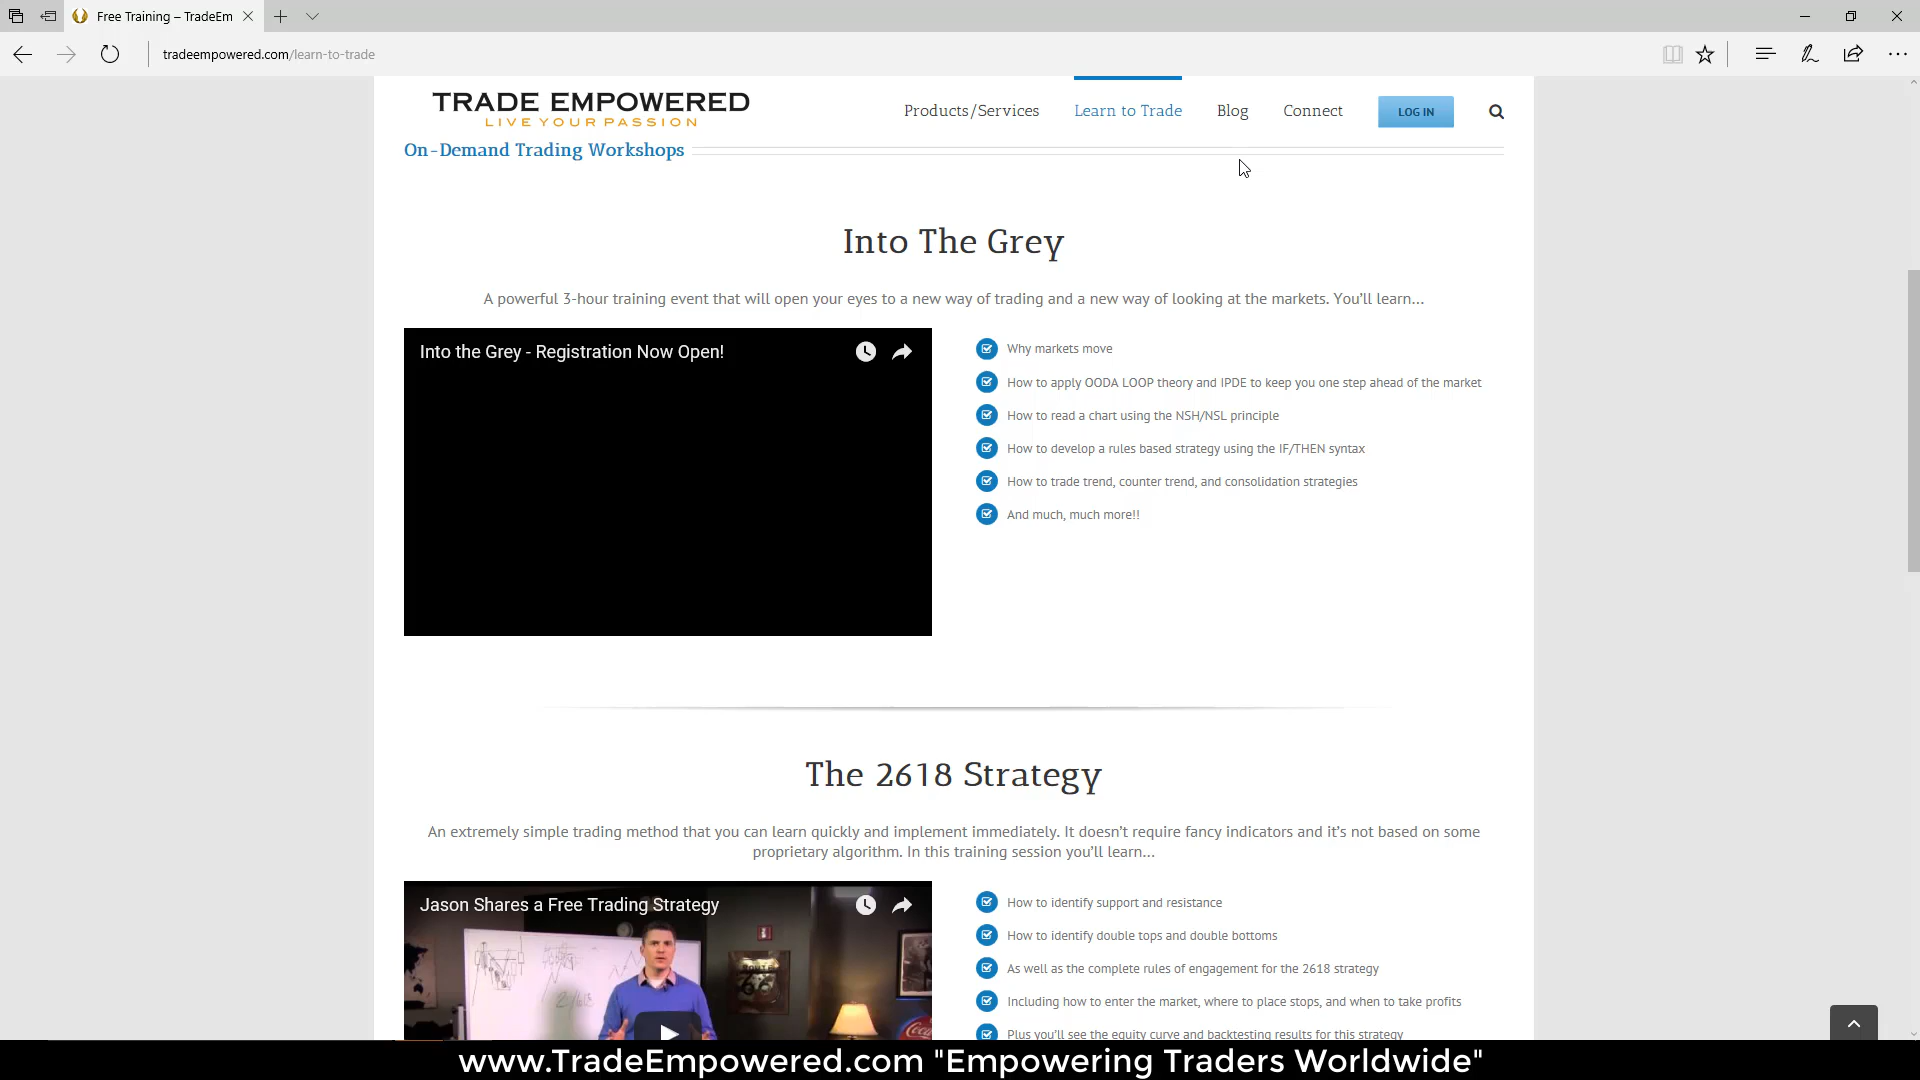 Free Training – TradeEm
tradeempowered.com/learn-to-trade
TRADE EMPOWERED
LIVE YOUR PASSION
Products/Services
Learn to Trade
Blog
Connect
LOG IN
On-Demand Trading Workshops
Into The Grey
A powerful 3-hour training event that will open your eyes to a new way of trading and a new way of looking at the markets. You'll learn...
Into the Grey - Registration Now Open!
Why markets move
How to apply OODA LOOP theory and IPDE to keep you one step ahead of the market
How to read a chart using the NSH/NSL principle
How to develop a rules based strategy using the IF/THEN syntax
How to trade trend, counter trend, and consolidation strategies
And much, much more!!
The 2618 Strategy
An extremely simple trading method that you can learn quickly and implement immediately. It doesn't require fancy indicators and it's not based on some
proprietary algorithm. In this training session you'll learn...
Jason Shares a Free Trading Strategy
How to identify support and resistance
How to identify double tops and double bottoms
As well as the complete rules of engagement for the 2618 strategy
Including how to enter the market, where to place stops, and when to take profits
Plus you'll see the equity curve and backtesting results for this strategy
www.TradeEmpowered.com "Empowering Traders Worldwide"